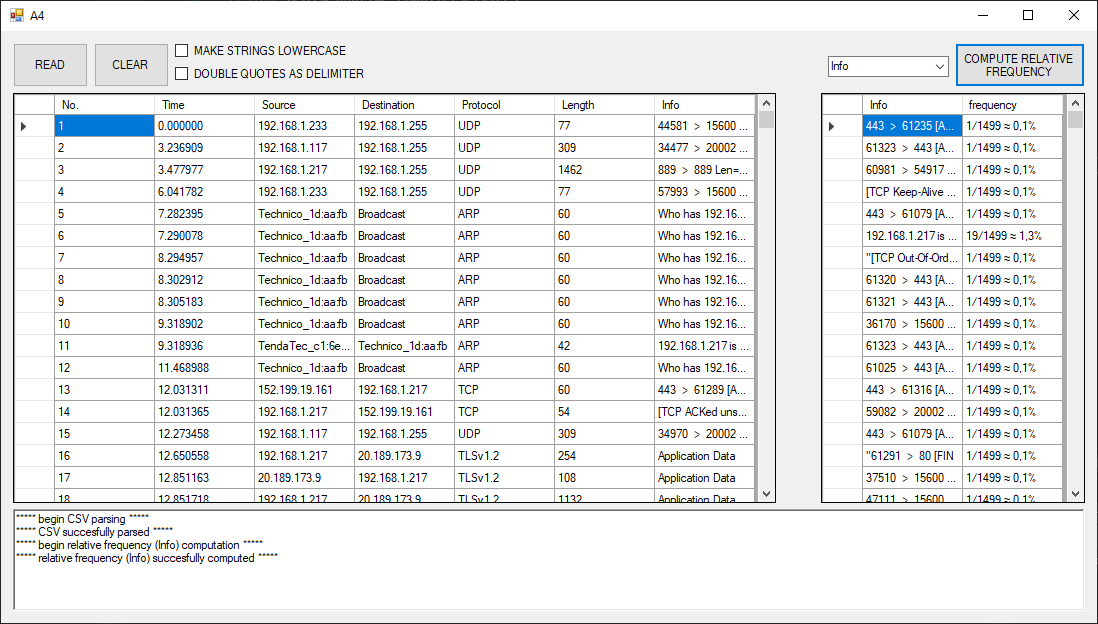 A4
READ
CLEAR
MAKE STRINGS LOWERCASE
DOUBLE QUOTES AS DELIMITER
Info
COMPUTE RELATIVE
FREQUENCY
No. Time Source Destination Protocol Length Info
1 0.000000 192.168.1.233 192.168.1.255 UDP 77 44581 > 15600 ...
2 3.236909 192.168.1.117 192.168.1.255 UDP 309 34477 > 20002 ...
3 3.477977 192.168.1.217 192.168.1.255 UDP 1462 889 > 889 Len=...
4 6.041782 192.168.1.233 192.168.1.255 UDP 77 57993 > 15600 ...
5 7.282395 Technico_1d:aa:fb Broadcast ARP 60 Who has 192.16...
6 7.290078 Technico_1d:aa:fb Broadcast ARP 60 Who has 192.16...
7 8.294957 Technico_1d:aa:fb Broadcast ARP 60 Who has 192.16...
8 8.302912 Technico_1d:aa:fb Broadcast ARP 60 Who has 192.16...
9 8.305183 Technico_1d:aa:fb Broadcast ARP 60 Who has 192.16...
10 9.318902 Technico_1d:aa:fb Broadcast ARP 60 Who has 192.16...
11 9.318936 TendaTec_c1:6e... Technico_1d:aa:fb ARP 42 192.168.1.217 is ...
12 11.468988 Technico_1d:aa:fb Broadcast ARP 60 Who has 192.16...
13 12.031311 152.199.19.161 192.168.1.217 TCP 60 443 > 61289 [A...
14 12.031365 192.168.1.217 152.199.19.161 TCP 54 [TCP ACKed uns...
15 12.273458 192.168.1.117 192.168.1.255 UDP 309 34970 > 20002 ...
16 12.650558 192.168.1.217 20.189.173.9 TLSv1.2 254 Application Data
17 12.851163 20.189.173.9 192.168.1.217 TLSv1.2 108 Application Data
18 12.851718 192.168.1.217 20.189.173.9 TLSv1.2 1132 Application Data
Info frequency
443 > 61235 [A... 1/1499 ≈ 0,1%
61323 > 443 [A... 1/1499 ≈ 0,1%
60981 > 54917 ... 1/1499 ≈ 0,1%
[TCP Keep-Alive ... 1/1499 ≈ 0,1%
443 > 61079 [A... 1/1499 ≈ 0,1%
192.168.1.217 is ... 19/1499 ≈ 1,3%
"[TCP Out-Of-Ord... 1/1499 ≈ 0,1%
61320 > 443 [A... 1/1499 ≈ 0,1%
61321 > 443 [A... 1/1499 ≈ 0,1%
36170 > 15600 ... 1/1499 ≈ 0,1%
61323 > 443 [A... 1/1499 ≈ 0,1%
61025 > 443 [A... 1/1499 ≈ 0,1%
443 > 61316 [A... 1/1499 ≈ 0,1%
59082 > 20002 ... 1/1499 ≈ 0,1%
443 > 61079 [A... 1/1499 ≈ 0,1%
"61291 > 80 [FIN 1/1499 ≈ 0,1%
37510 > 15600 ... 1/1499 ≈ 0,1%
47111 > 15600 ... 1/1499 ≈ 0,1%
***** begin CSV parsing *****
***** CSV succesfully parsed *****
***** begin relative frequency (Info) computation *****
***** relative frequency (Info) succesfully computed *****